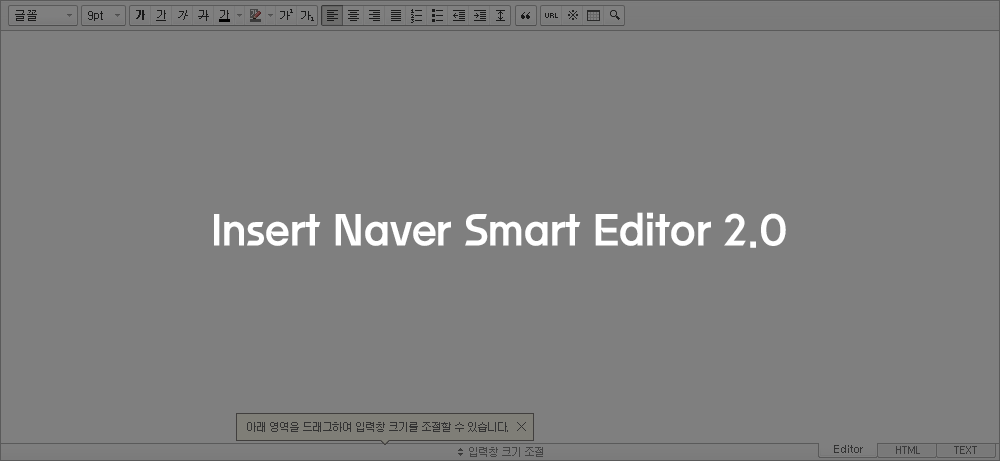 글꼴 9pt 가 가 가 가 가 가² 가₁ “ URL ※
Insert Naver Smart Editor 2.0
아래 영역을 드래그하여 입력창 크기를 조절할 수 있습니다.
입력창 크기 조절 Editor HTML TEXT